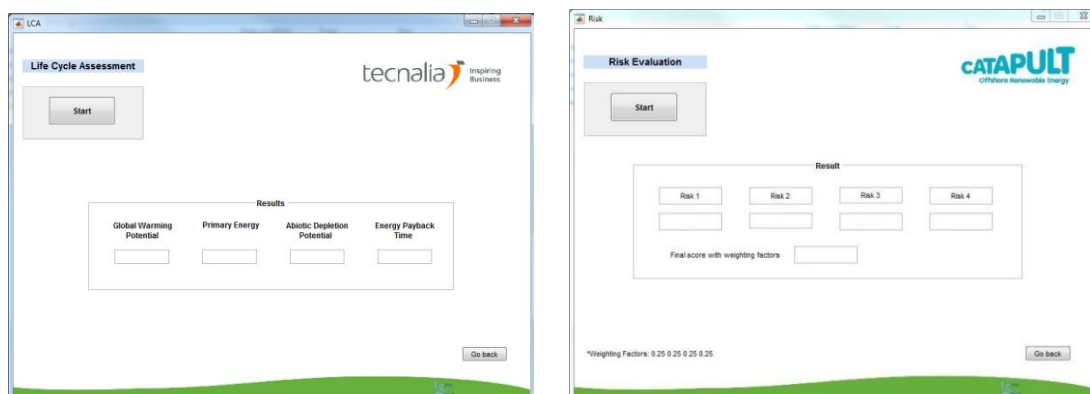 LCA
Life Cycle Assessment
tecnalia Inspiring Business
Start
Results
Global Warming Potential
Primary Energy
Abiotic Depletion Potential
Energy Payback Time
Go back
Risk
Risk Evaluation
CATAPULT
Offshore Renewable Energy
Start
Result
Risk 1 Risk 2 Risk 3 Risk 4
Final score with weighting factors
*Weighting Factors: 0.25 0.25 0.25 0.25
Go back